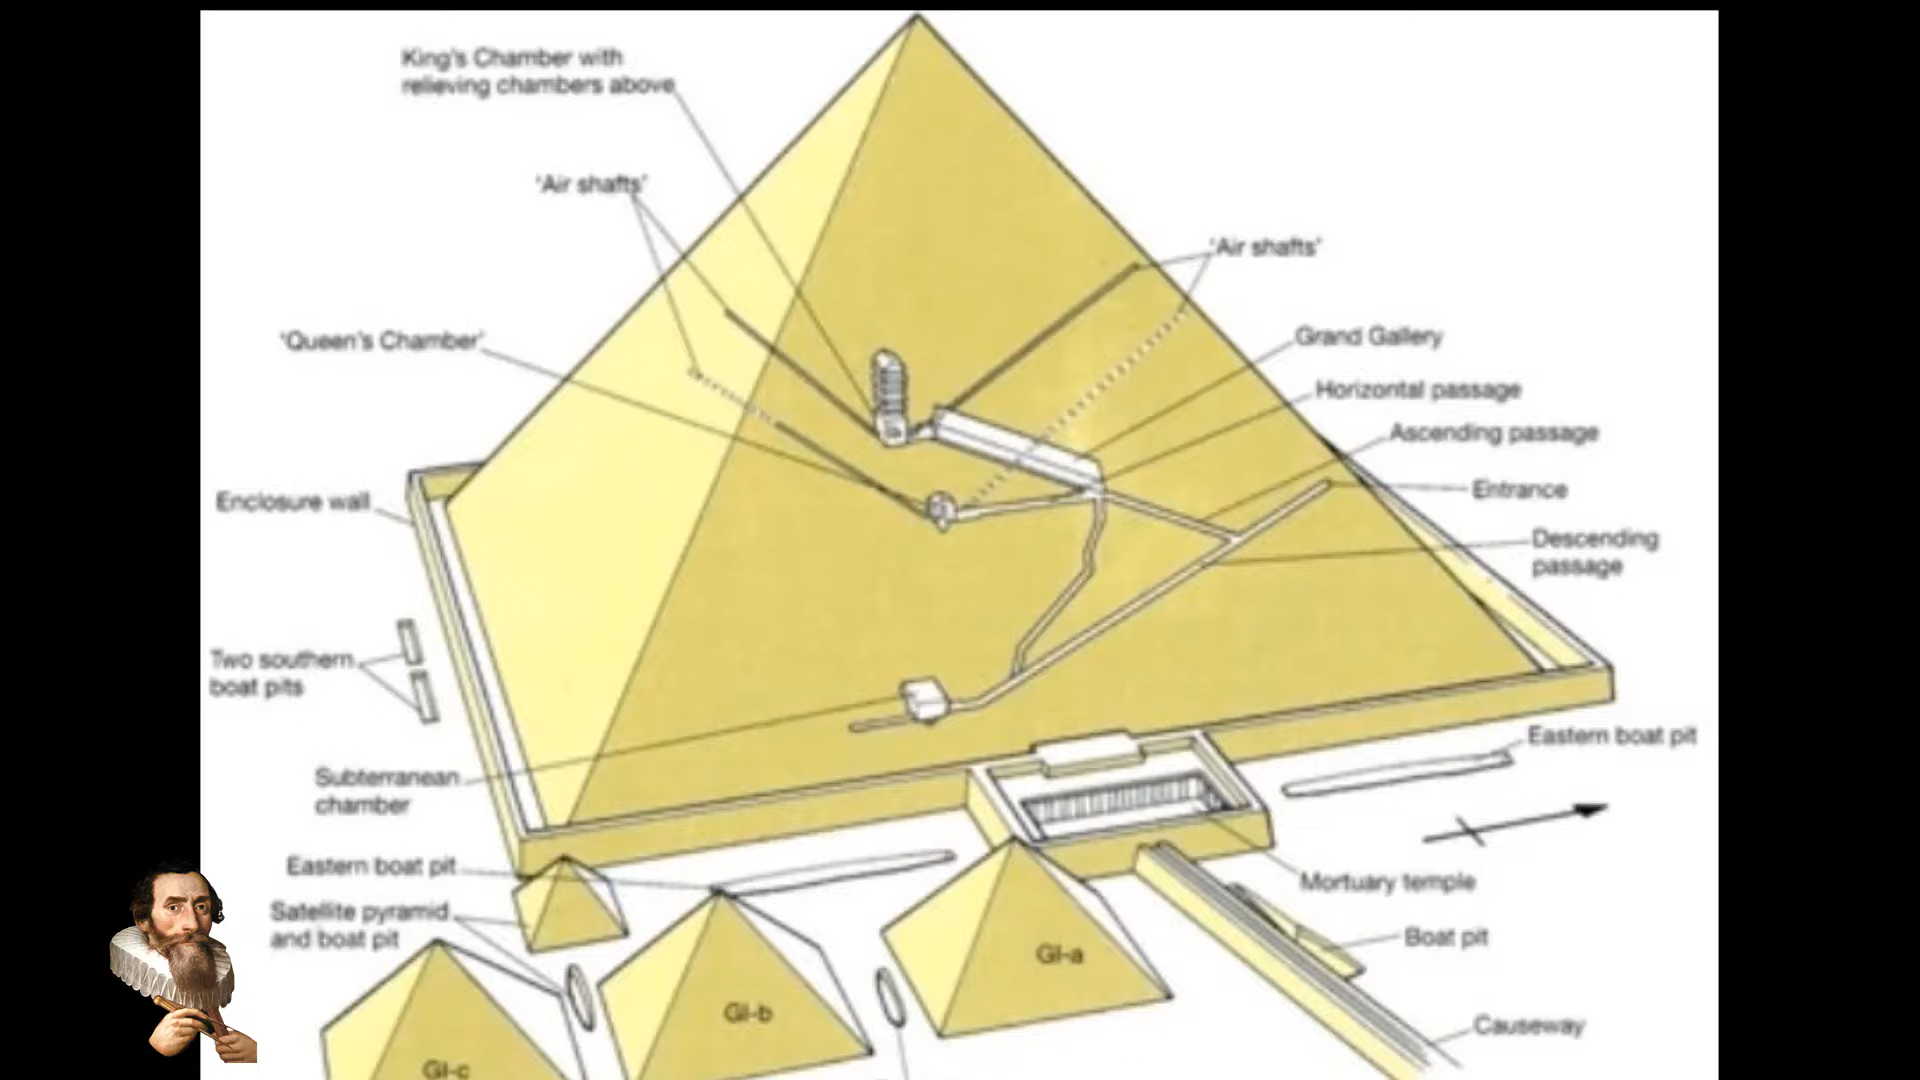 King's Chamber with
relieving chambers above
'Air shafts'
'Air shafts'
'Queen's Chamber'
Grand Gallery
Horizontal passage
Ascending passage
Enclosure wall
Entrance
Descending
passage
Two southern
boat pits
Eastern boat pit
Subterranean
chamber
Eastern boat pit
Mortuary temple
Satellite pyramid
and boat pit
Boat pit
GI-a
GI-b
Causeway
GI-c